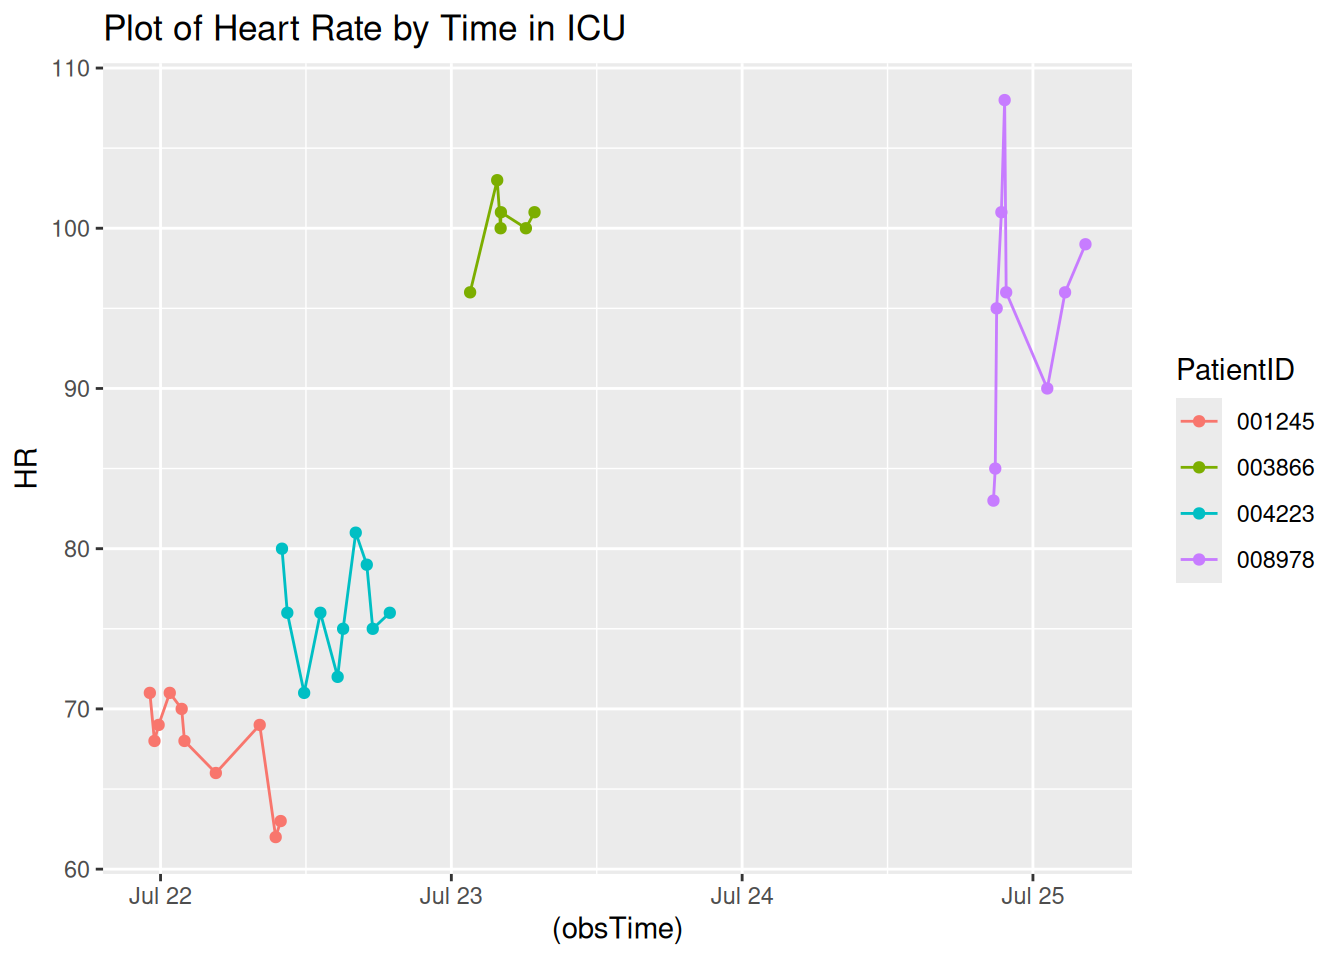 Plot of Heart Rate by Time in ICU
110
100
90
80
70
60
HR
Jul 22 Jul 23 Jul 24 Jul 25
(obsTime)
PatientID
001245
003866
004223
008978